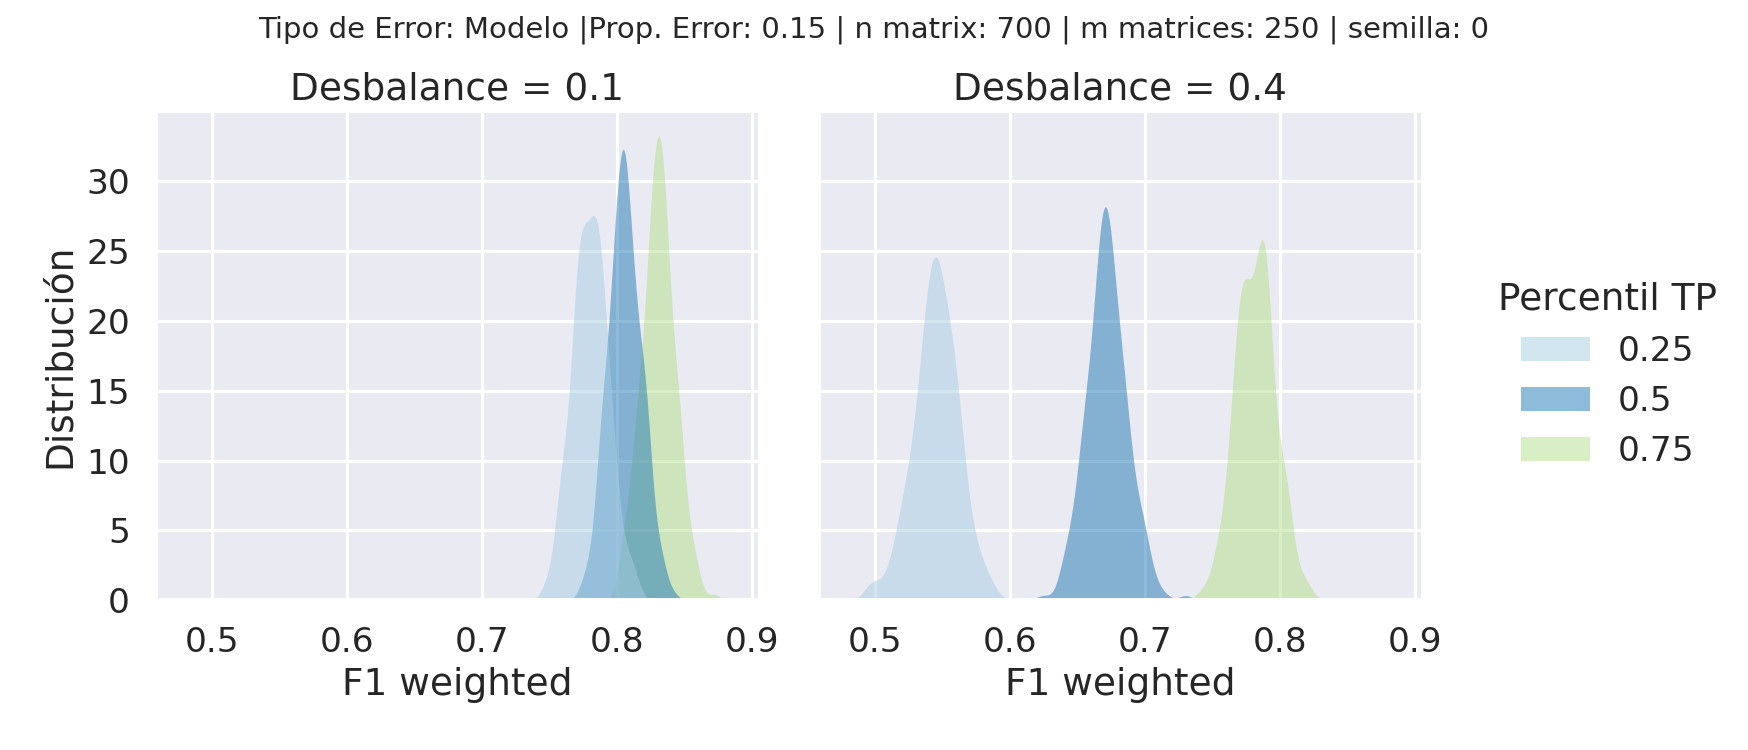 Tipo de Error: Modelo |Prop. Error: 0.15 | n matrix: 700 | m matrices: 250 | semilla: 0
Desbalance = 0.1
Desbalance = 0.4
Distribución
30
25
20
15
10
5
0
0.5 0.6 0.7 0.8 0.9
0.5 0.6 0.7 0.8 0.9
F1 weighted
F1 weighted
Percentil TP
0.25
0.5
0.75